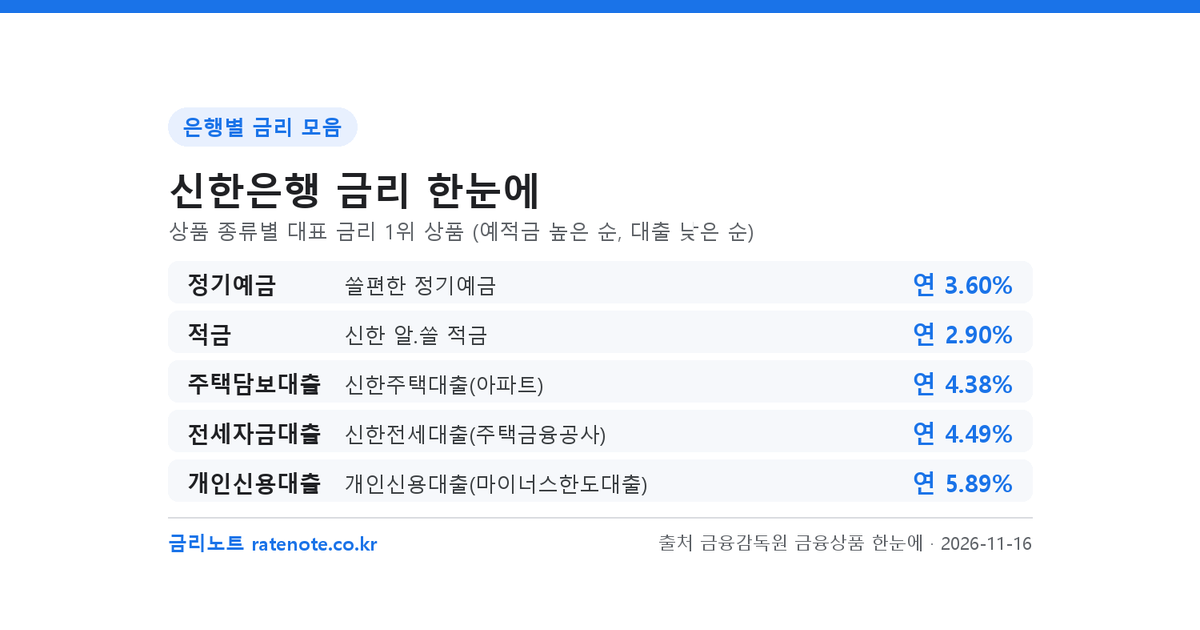 은행별 금리 모음
신한은행 금리 한눈에
상품 종류별 대표 금리 1위 상품 (예적금 높은 순, 대출 낮은 순)
정기예금 쏠편한 정기예금 연 3.60%
적금 신한 알.쏠 적금 연 2.90%
주택담보대출 신한주택대출(아파트) 연 4.38%
전세자금대출 신한전세대출(주택금융공사) 연 4.49%
개인신용대출 개인신용대출(마이너스한도대출) 연 5.89%
금리노트 ratenote.co.kr 출처 금융감독원 금융상품 한눈에 · 2026-11-16